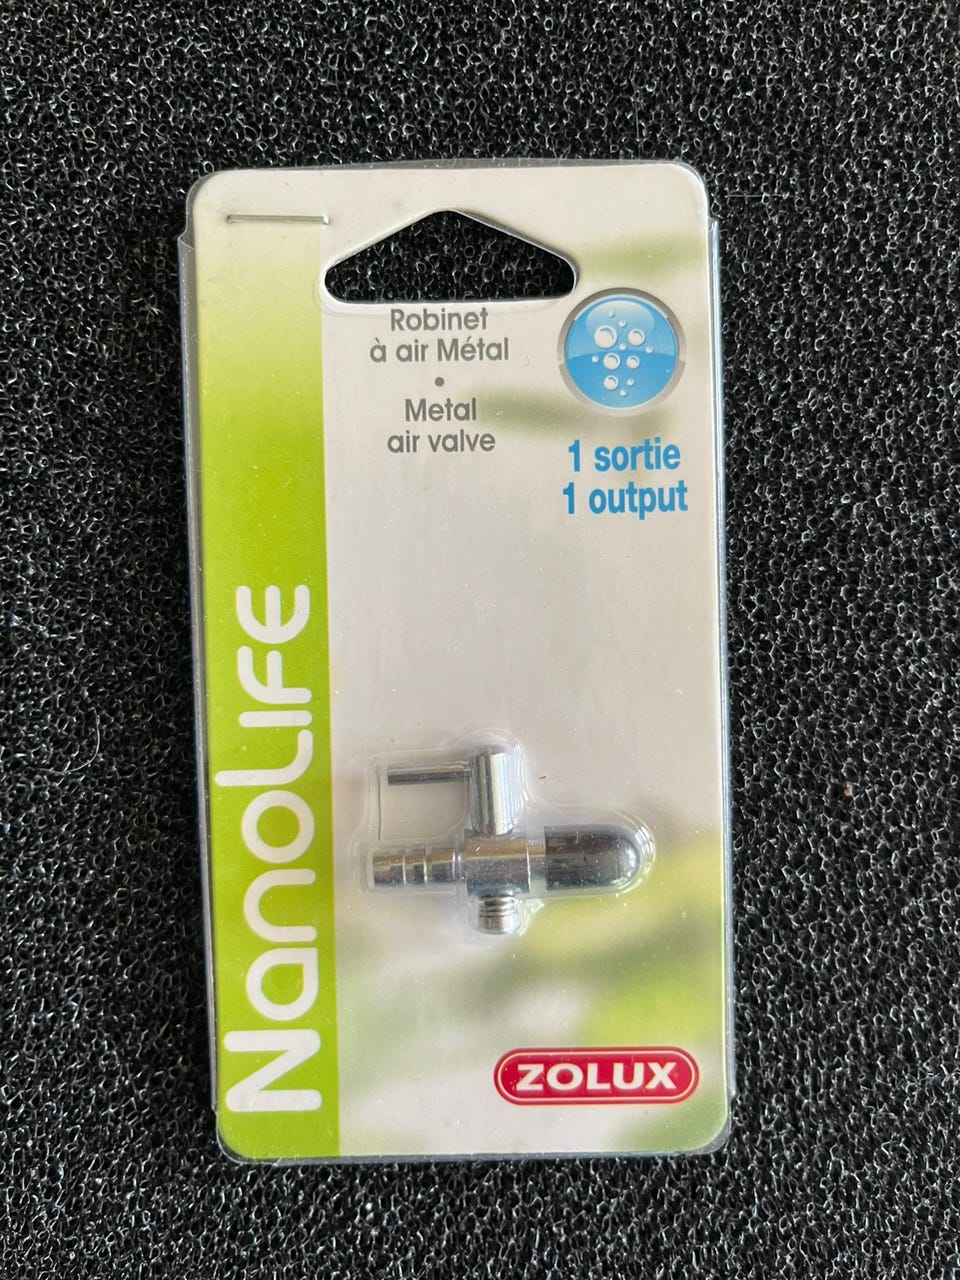 Robinet
à air Métal
•
Metal
air valve
1 sortie
1 output
NanoLIFE
ZOLUX